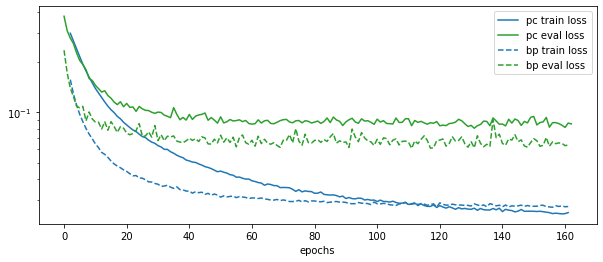 pc train loss
pc eval loss
bp train loss
bp eval loss
10⁻¹
0 20 40 60 80 100 120 140 160
epochs